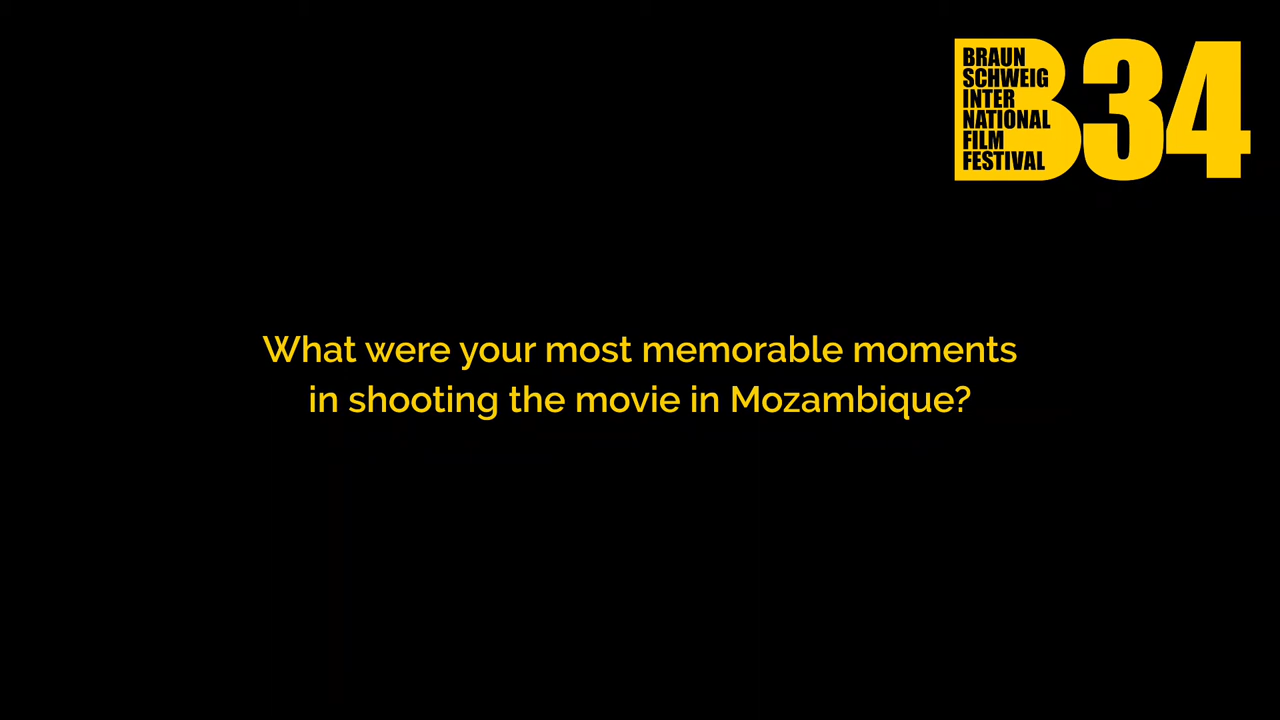 BRAUN
SCHWEIG
INTER
NATIONAL
FILM
FESTIVAL
B34
What were your most memorable moments
in shooting the movie in Mozambique?